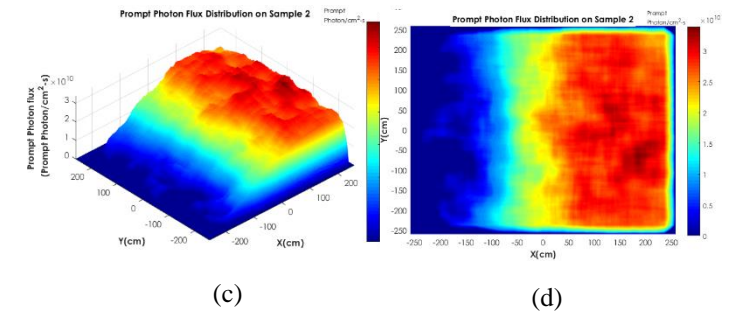 Prompt Photon Flux Distribution on Sample 2
Prompt
Photon/cm²-s
x 10¹⁰
3
2
1
0
Prompt Photon flux
(Prompt Photon/cm²-s)
200
100
0
-100
-200
Y(cm)
-200
-100
0
100
200
X(cm)
(c)
Prompt Photon Flux Distribution on Sample 2
Prompt
Photon/cm²-s
x 10¹⁰
250
200
150
100
50
0
-50
-100
-150
-200
-250
Y(cm)
-250
-200
-150
-100
-50
0
50
100
150
200
250
X(cm)
3
2.5
2
1.5
1
0.5
0
(d)